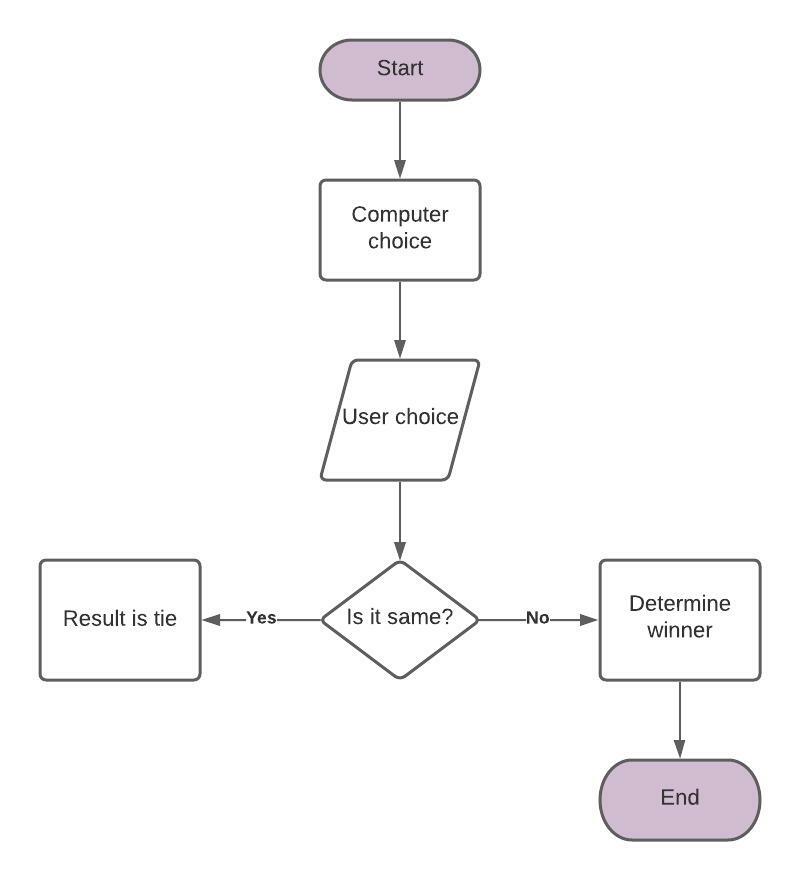 Start
Computer
choice
User choice
Is it same?
Yes
No
Result is tie
Determine
winner
End